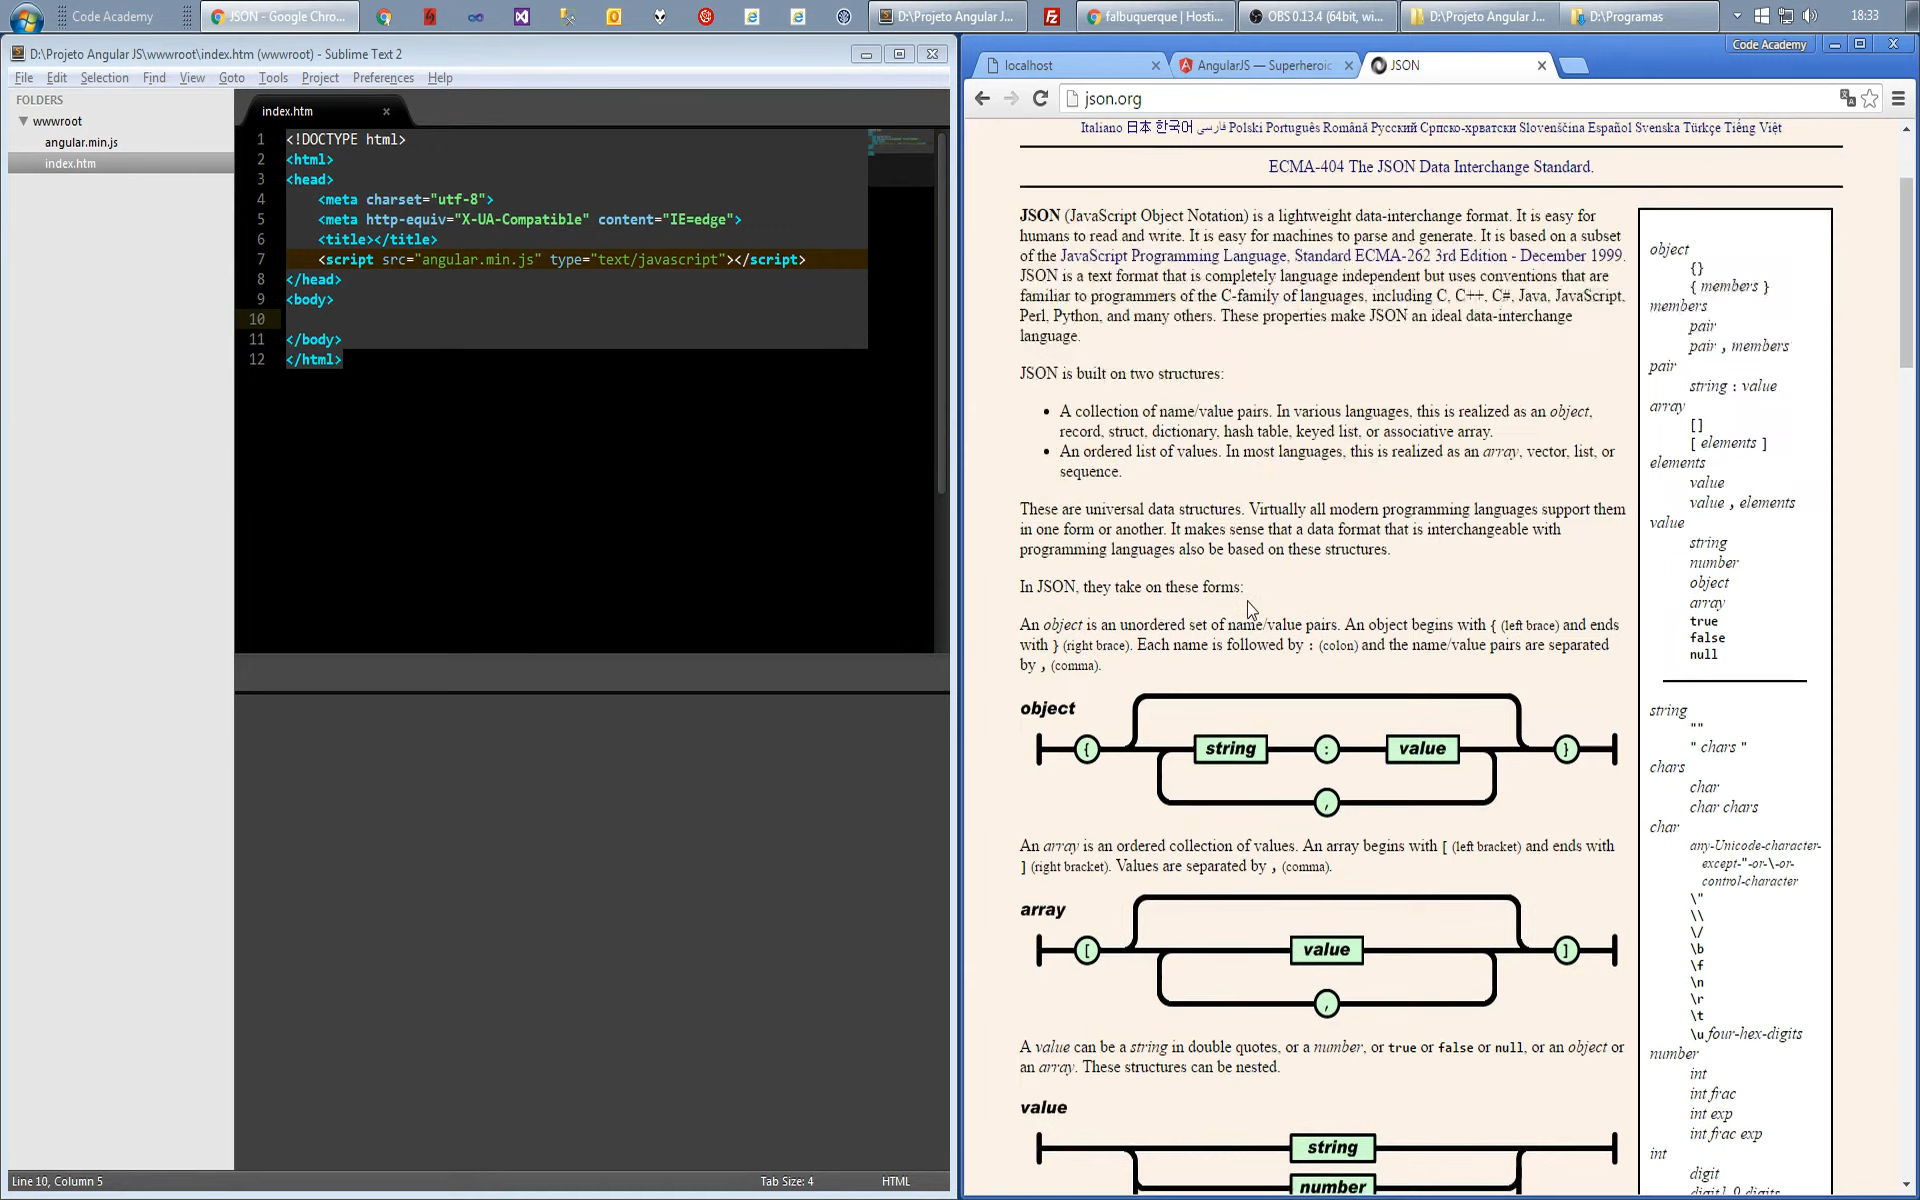 Code Academy
JSON - Google Chro...
D:\Projeto Angular J...
falbuquerque | Hosti...
OBS 0.13.4 (64bit, wi...
D:\Projeto Angular J...
D:\Programas
18:33
D:\Projeto Angular JS\wwwroot\index.htm (wwwroot) - Sublime Text 2
File Edit Selection Find View Goto Tools Project Preferences Help
FOLDERS
wwwroot
angular.min.js
index.htm
index.htm
1 <!DOCTYPE html>
2 <html>
3 <head>
4 <meta charset="utf-8">
5 <meta http-equiv="X-UA-Compatible" content="IE=edge">
6 <title></title>
7 <script src="angular.min.js" type="text/javascript"></script>
8 </head>
9 <body>
10
11 </body>
12 </html>
Line 10, Column 5
Tab Size: 4
HTML
Code Academy
localhost
AngularJS — Superheroic
JSON
json.org
Italiano 日本 한국어 فارسی Polski Português Română Русский Српско-хрватски Slovenščina Español Svenska Türkçe Tiếng Việt
ECMA-404 The JSON Data Interchange Standard.
JSON (JavaScript Object Notation) is a lightweight data-interchange format. It is easy for
humans to read and write. It is easy for machines to parse and generate. It is based on a subset
of the JavaScript Programming Language, Standard ECMA-262 3rd Edition - December 1999.
JSON is a text format that is completely language independent but uses conventions that are
familiar to programmers of the C-family of languages, including C, C++, C#, Java, JavaScript,
Perl, Python, and many others. These properties make JSON an ideal data-interchange
language.
JSON is built on two structures:
• A collection of name/value pairs. In various languages, this is realized as an object,
record, struct, dictionary, hash table, keyed list, or associative array.
• An ordered list of values. In most languages, this is realized as an array, vector, list, or
sequence.
These are universal data structures. Virtually all modern programming languages support them
in one form or another. It makes sense that a data format that is interchangeable with
programming languages also be based on these structures.
In JSON, they take on these forms:
An object is an unordered set of name/value pairs. An object begins with { (left brace) and ends
with } (right brace). Each name is followed by : (colon) and the name/value pairs are separated
by , (comma).
object
{ string : value }
,
An array is an ordered collection of values. An array begins with [ (left bracket) and ends with
] (right bracket). Values are separated by , (comma).
array
[ value ]
,
A value can be a string in double quotes, or a number, or true or false or null, or an object or
an array. These structures can be nested.
value
string
number
object
{}
{ members }
members
pair
pair , members
pair
string : value
array
[]
[ elements ]
elements
value
value , elements
value
string
number
object
array
true
false
null
string
""
" chars "
chars
char
char chars
char
any-Unicode-character-
except-"-or-\-or-
control-character
\"
\\
\/
\b
\f
\n
\r
\t
\u four-hex-digits
number
int
int frac
int exp
int frac exp
int
digit
digit1-9 digits